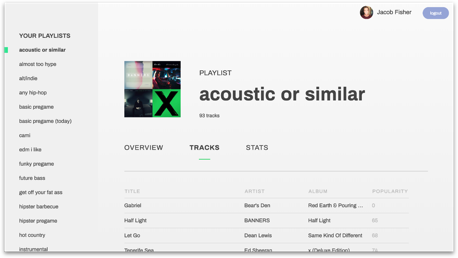 Jacob Fisher
logout
YOUR PLAYLISTS
acoustic or similar
almost too hype
alt/indie
any hip-hop
basic pregame
basic pregame (today)
cami
edm i like
funky pregame
future bass
get off your fat ass
hipster barbecue
hipster pregame
hot country
instrumental
PLAYLIST
acoustic or similar
93 tracks
OVERVIEW TRACKS STATS
TITLE ARTIST ALBUM POPULARITY
Gabriel Bear's Den Red Earth & Pouring ... 0
Half Light BANNERS Half Light
Let Go Dean Lewis Same Kind Of Different
Tenerife Sea Ed Sheeran x (Deluxe Edition)